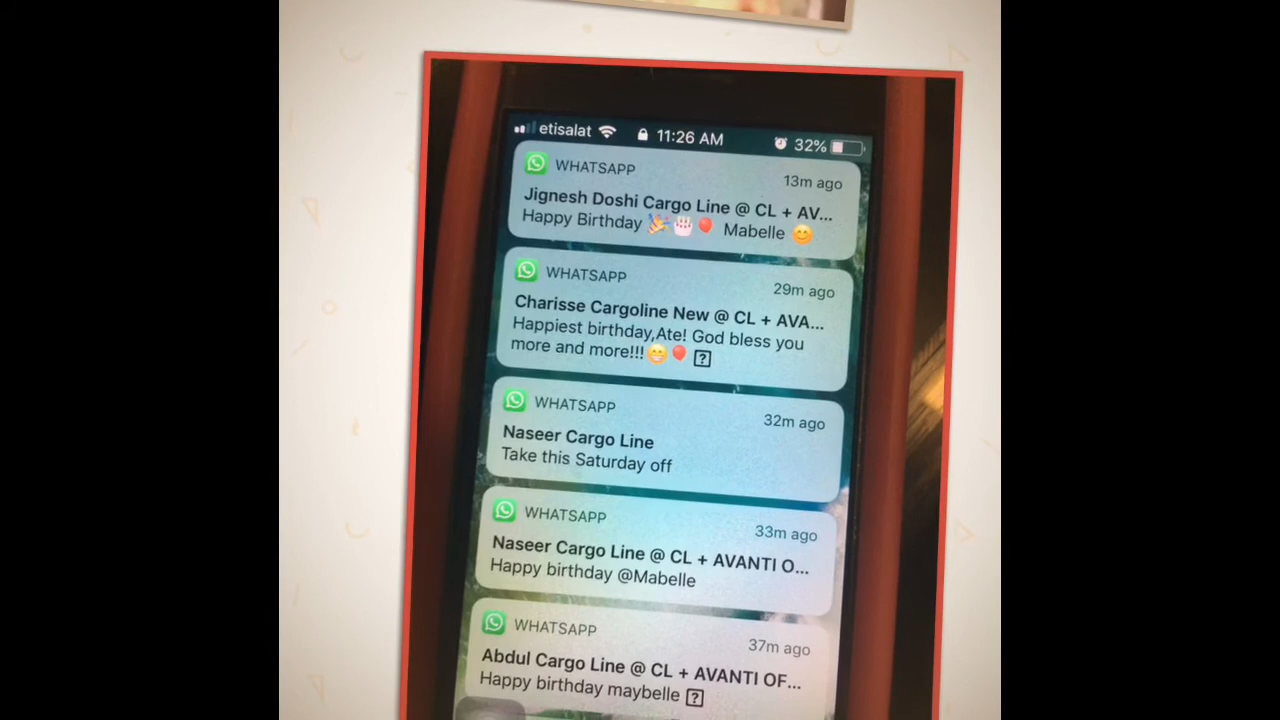 etisalat 11:26 AM 32%
WHATSAPP 13m ago
Jignesh Doshi Cargo Line @ CL + AV...
Happy Birthday 🎉🎂🎈 Mabelle 😊
WHATSAPP 29m ago
Charisse Cargoline New @ CL + AVA...
Happiest birthday,Ate! God bless you
more and more!!!😁🎈⍰
WHATSAPP 32m ago
Naseer Cargo Line
Take this Saturday off
WHATSAPP 33m ago
Naseer Cargo Line @ CL + AVANTI O...
Happy birthday @Mabelle
WHATSAPP 37m ago
Abdul Cargo Line @ CL + AVANTI OF...
Happy birthday maybelle ⍰